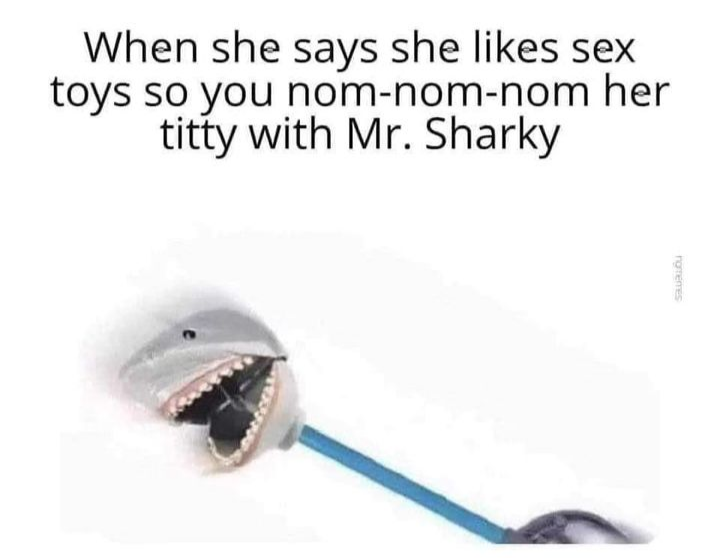 When she says she likes sex
toys so you nom-nom-nom her
titty with Mr. Sharky